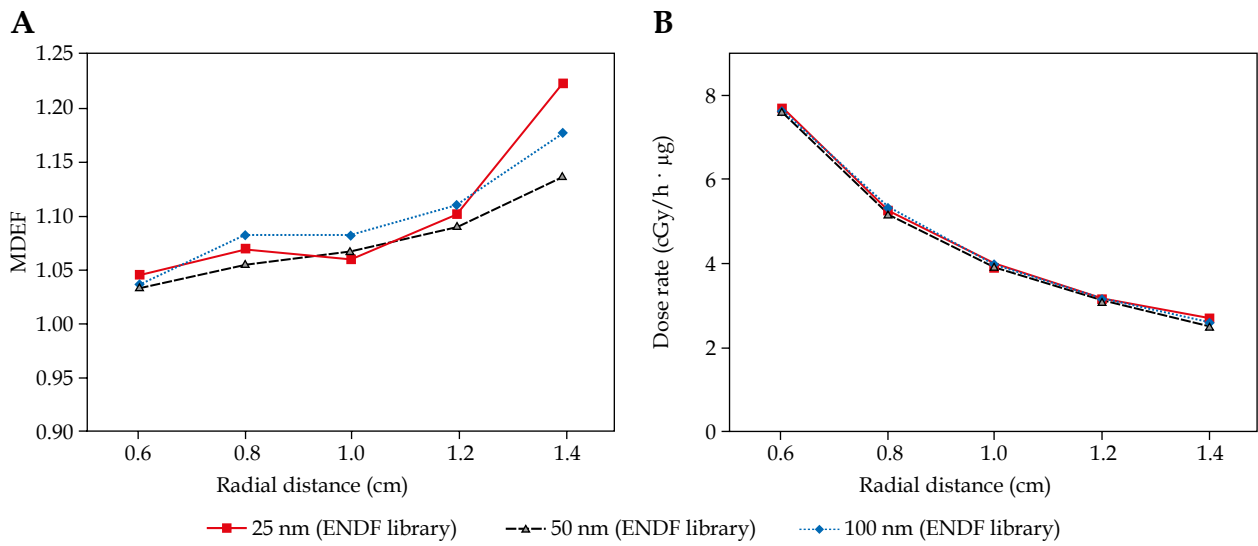 A
MDEF
1.25
1.20
1.15
1.10
1.05
1.00
0.95
0.90
0.6 0.8 1.0 1.2 1.4
Radial distance (cm)
B
Dose rate (cGy/h · µg)
8
6
4
2
0
0.6 0.8 1.0 1.2 1.4
Radial distance (cm)
25 nm (ENDF library) 50 nm (ENDF library) 100 nm (ENDF library)